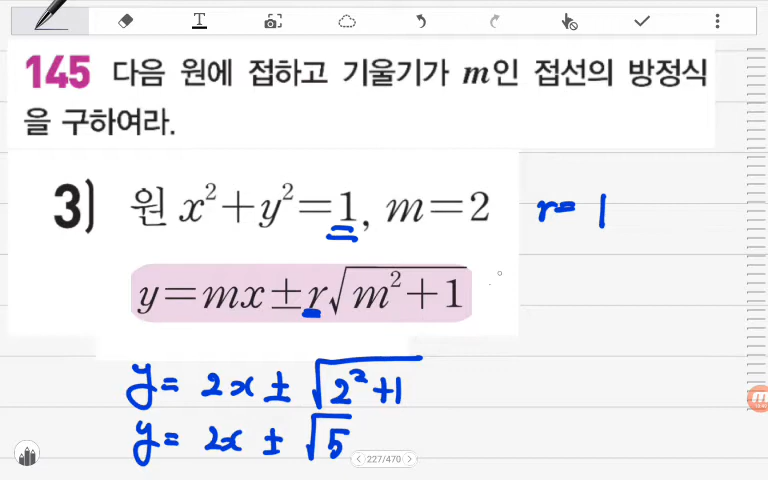 145 다음 원에 접하고 기울기가 m인 접선의 방정식
을 구하여라.
3) 원 x²+y²=1, m=2 r= 1
y=mx±r√(m²+1)
y= 2x ± √(2²+1)
y= 2x ± √5
227/470